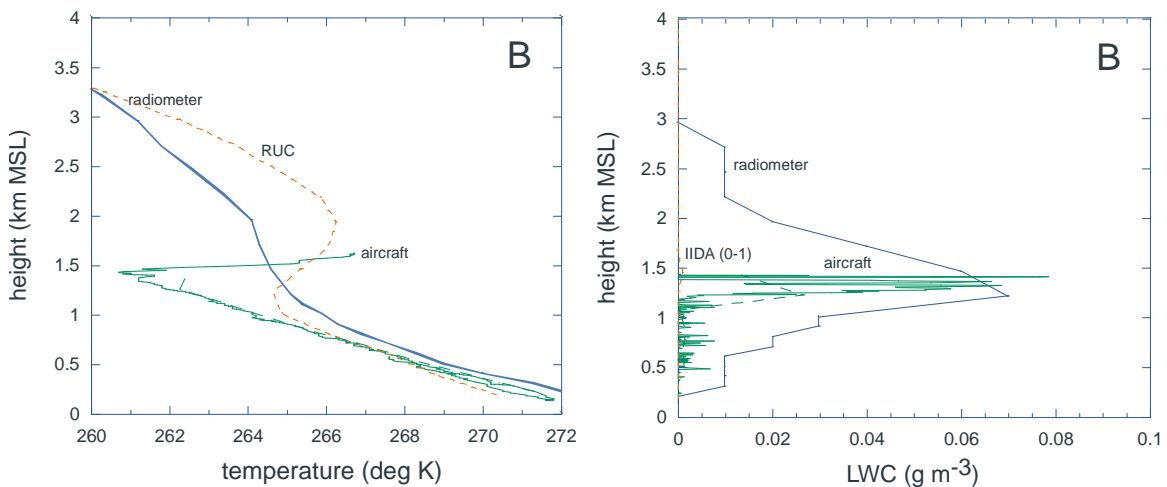 4
3.5
3
2.5
2
1.5
1
0.5
0
height (km MSL)
B
radiometer
RUC
aircraft
260 262 264 266 268 270 272
temperature (deg K)
4
3.5
3
2.5
2
1.5
1
0.5
0
height (km MSL)
B
radiometer
IIDA (0-1)
aircraft
0 0.02 0.04 0.06 0.08 0.1
LWC (g m-3)